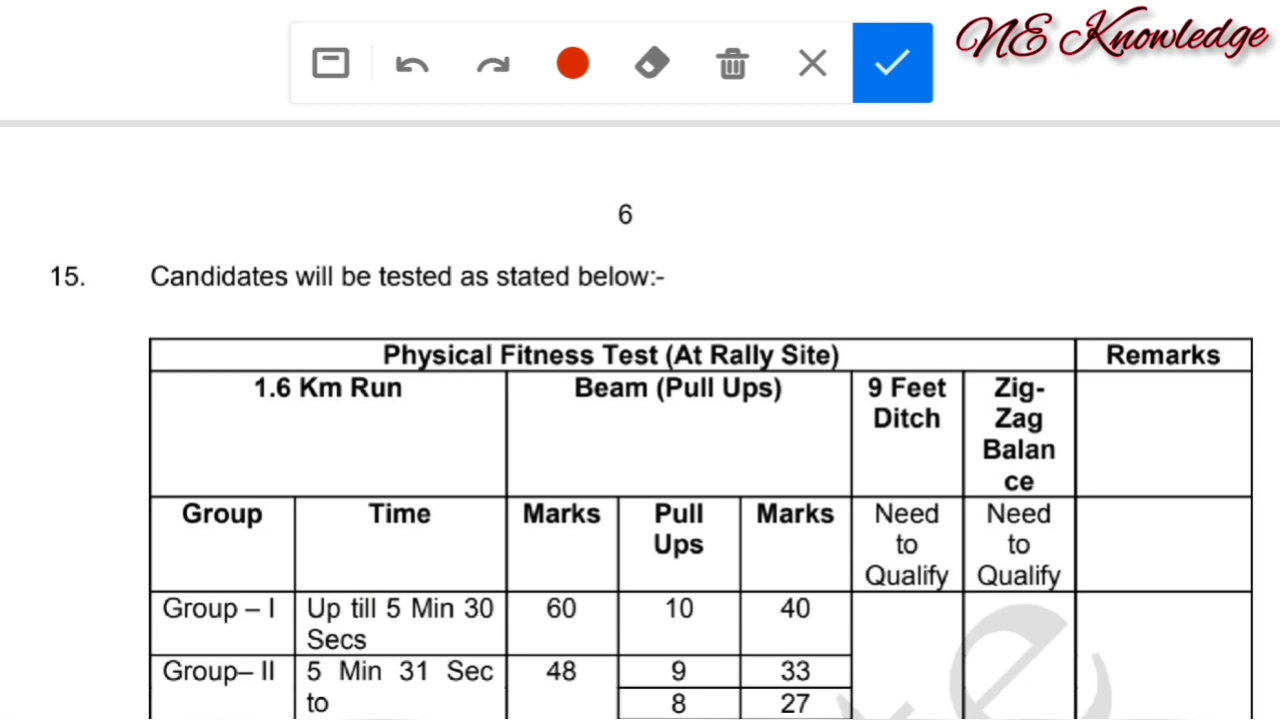 NE Knowledge
6
15. Candidates will be tested as stated below:-
Physical Fitness Test (At Rally Site) Remarks
1.6 Km Run Beam (Pull Ups) 9 Feet Zig-
Ditch Zag
Balan
ce
Group Time Marks Pull Marks Need Need
Ups to to
Qualify Qualify
Group – I Up till 5 Min 30 60 10 40
Secs
Group– II 5 Min 31 Sec 48 9 33
to 8 27